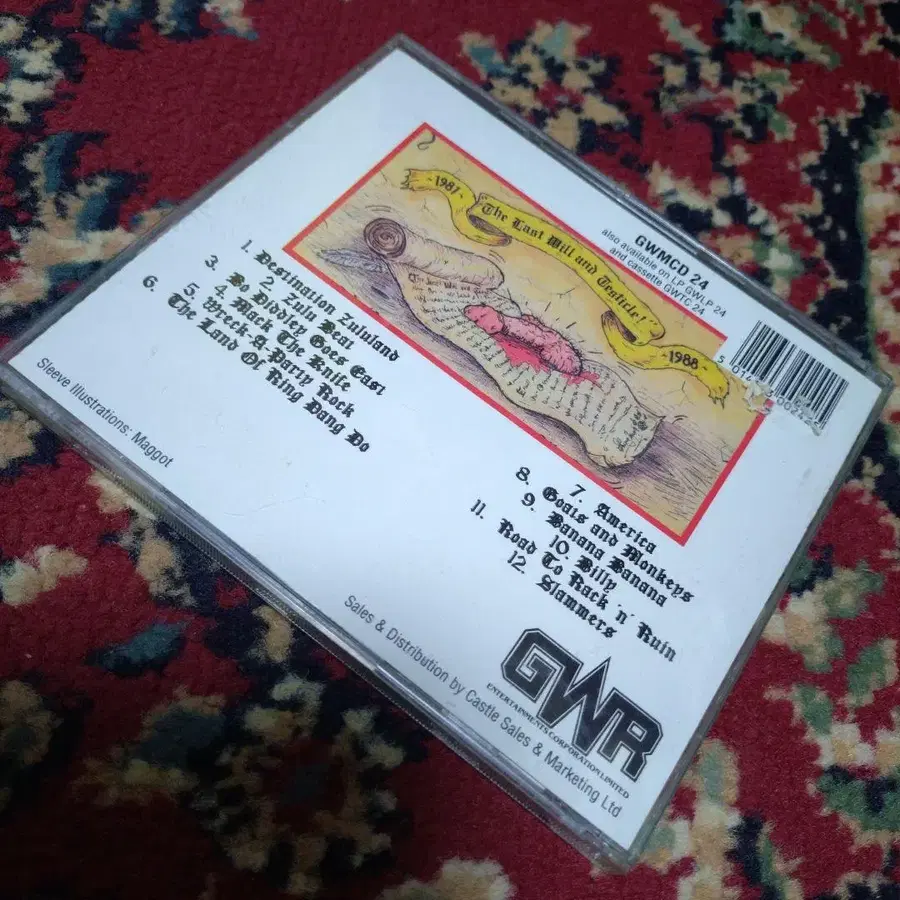 GWMCD 24
also available on LP GWLP 24
and cassette GWTC 24
1987
"The Last Will and Testicle!"
1988
1. Destination Zululand
2. Zulu Beat
3. Bo Diddley Goes East
4. Mack The Knife
5. Wreck-A-Party Rock
6. The Land Of Ring Dang Do
7. America
8. Goats and Monkeys
9. Banana Banana
10. Billy
11. Road To Rack 'n' Ruin
12. Slammers
Sleeve Illustrations: Maggot
GWR
ENTERTAINMENTS CORPORATION LIMITED
Sales & Distribution by Castle Sales & Marketing Ltd